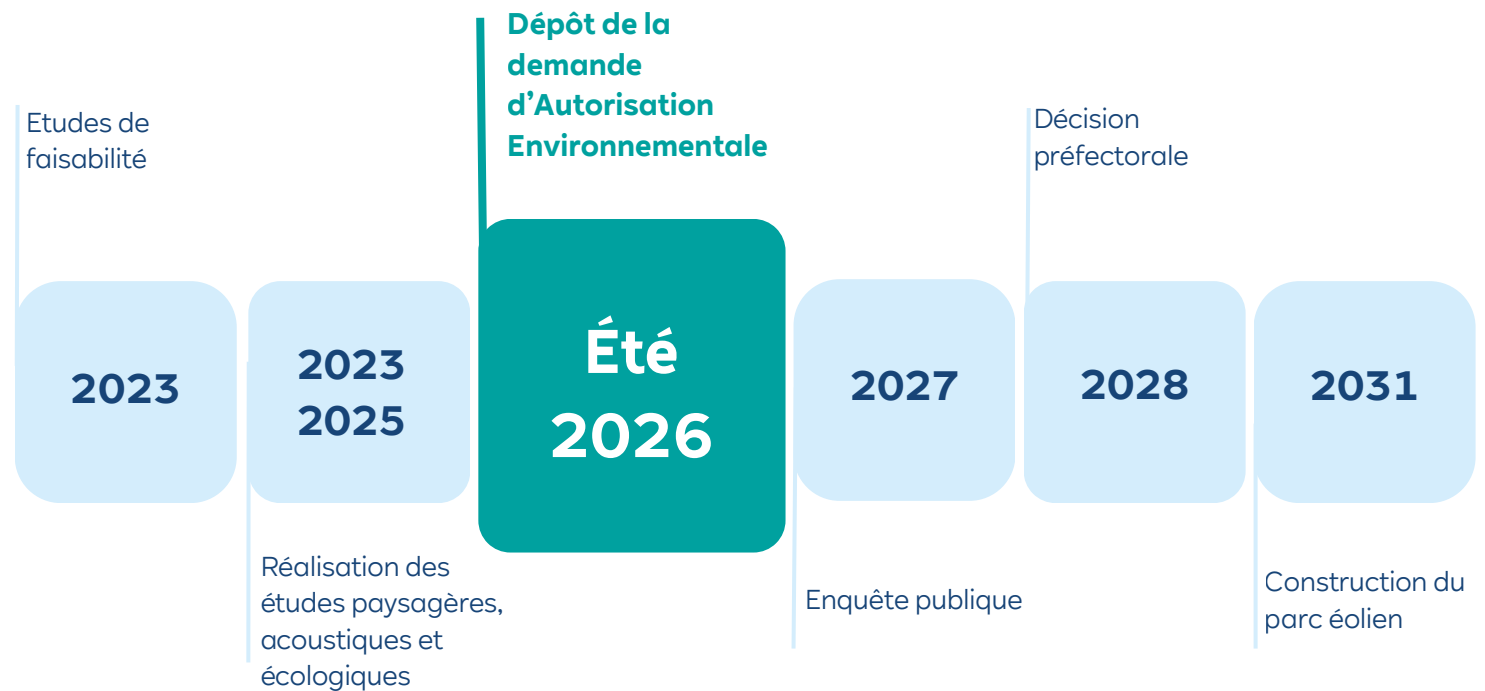 Etudes de
faisabilité
2023
2023
2025
Réalisation des
études paysagères,
acoustiques et
écologiques
Dépôt de la
demande
d’Autorisation
Environnementale
Été
2026
2027
Enquête publique
Décision
préfectorale
2028
2031
Construction du
parc éolien